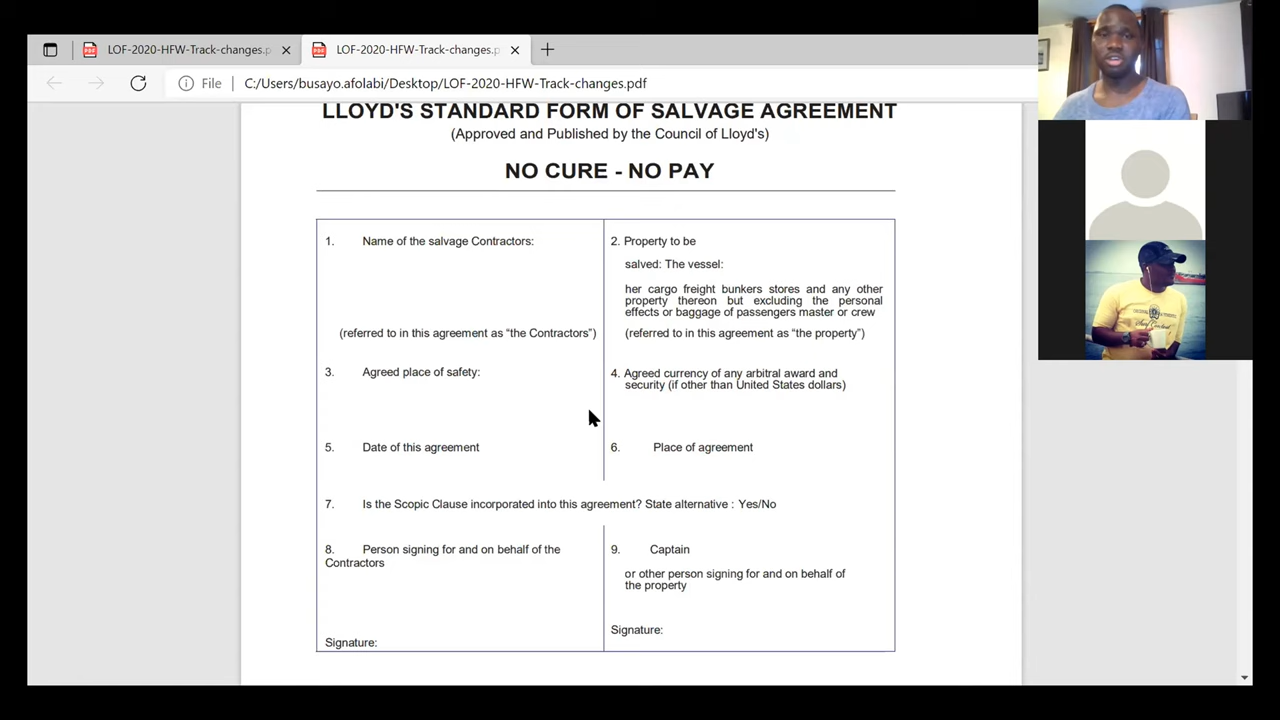 LOF-2020-HFW-Track-changes.p
LOF-2020-HFW-Track-changes.p
File
C:/Users/busayo.afolabi/Desktop/LOF-2020-HFW-Track-changes.pdf
LLOYD'S STANDARD FORM OF SALVAGE AGREEMENT
(Approved and Published by the Council of Lloyd's)
NO CURE - NO PAY
1. Name of the salvage Contractors:
(referred to in this agreement as “the Contractors”)
2. Property to be
salved: The vessel:
her cargo freight bunkers stores and any other
property thereon but excluding the personal
effects or baggage of passengers master or crew
(referred to in this agreement as “the property”)
3. Agreed place of safety:
4. Agreed currency of any arbitral award and
security (if other than United States dollars)
5. Date of this agreement
6. Place of agreement
7. Is the Scopic Clause incorporated into this agreement? State alternative : Yes/No
8. Person signing for and on behalf of the
Contractors
Signature:
9. Captain
or other person signing for and on behalf of
the property
Signature: